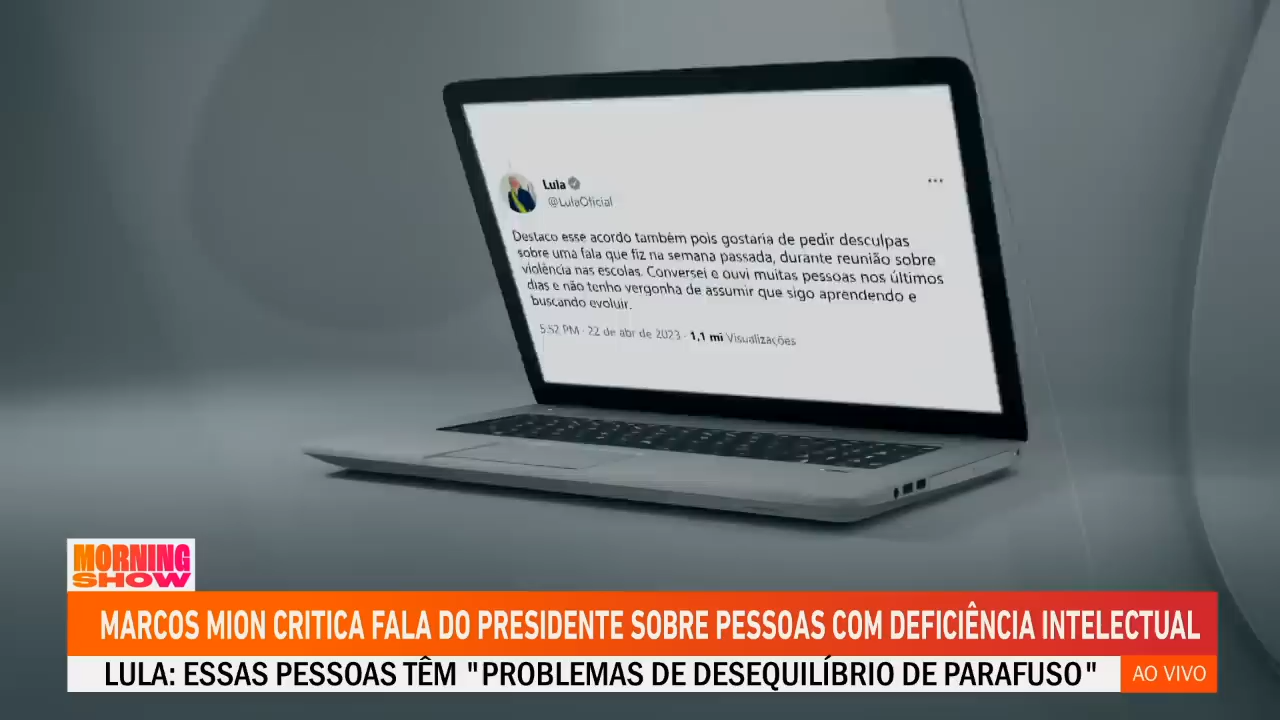 Lula
@LulaOficial
Destaco esse acordo também pois gostaria de pedir desculpas
sobre uma fala que fiz na semana passada, durante reunião sobre
violência nas escolas. Conversei e ouvi muitas pessoas nos últimos
dias e não tenho vergonha de assumir que sigo aprendendo e
buscando evoluir.
5:52 PM · 22 de abr de 2023 · 1,1 mi Visualizações
MORNING
SHOW
MARCOS MION CRITICA FALA DO PRESIDENTE SOBRE PESSOAS COM DEFICIÊNCIA INTELECTUAL
LULA: ESSAS PESSOAS TÊM "PROBLEMAS DE DESEQUILÍBRIO DE PARAFUSO"
AO VIVO